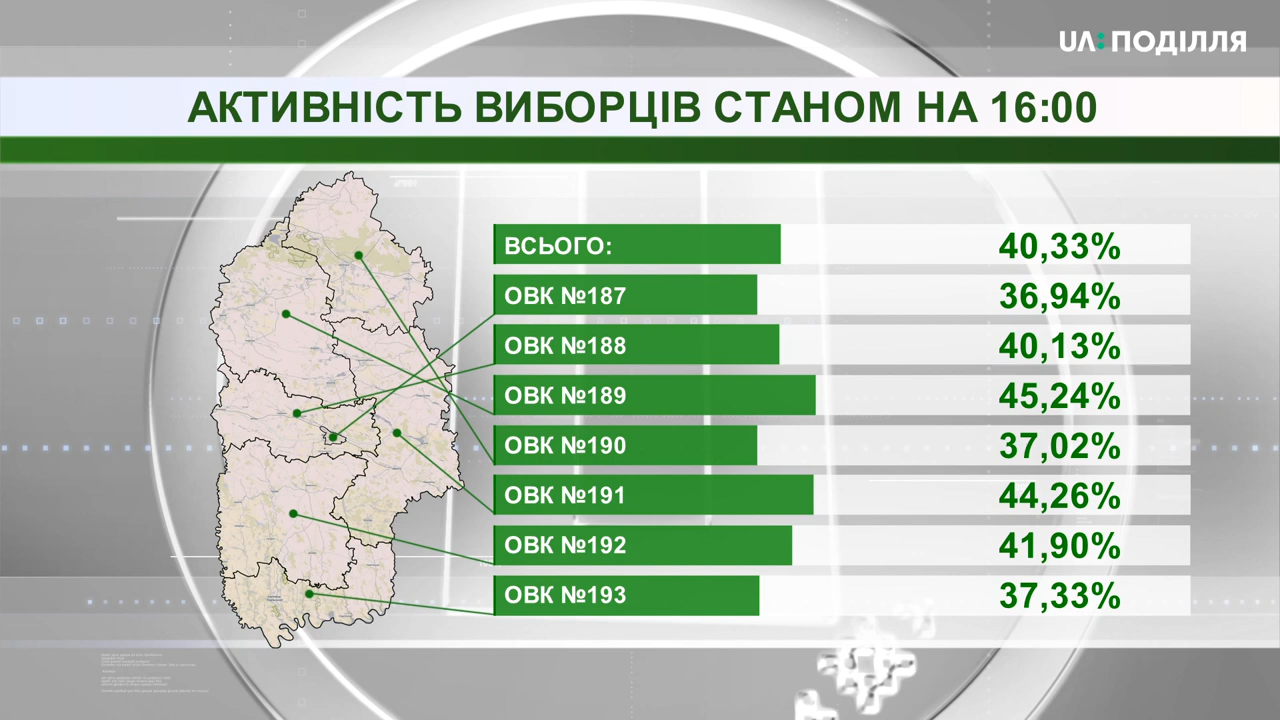 UA: ПОДІЛЛЯ
АКТИВНІСТЬ ВИБОРЦІВ СТАНОМ НА 16:00
ВСЬОГО: 40,33%
ОВК №187 36,94%
ОВК №188 40,13%
ОВК №189 45,24%
ОВК №190 37,02%
ОВК №191 44,26%
ОВК №192 41,90%
ОВК №193 37,33%